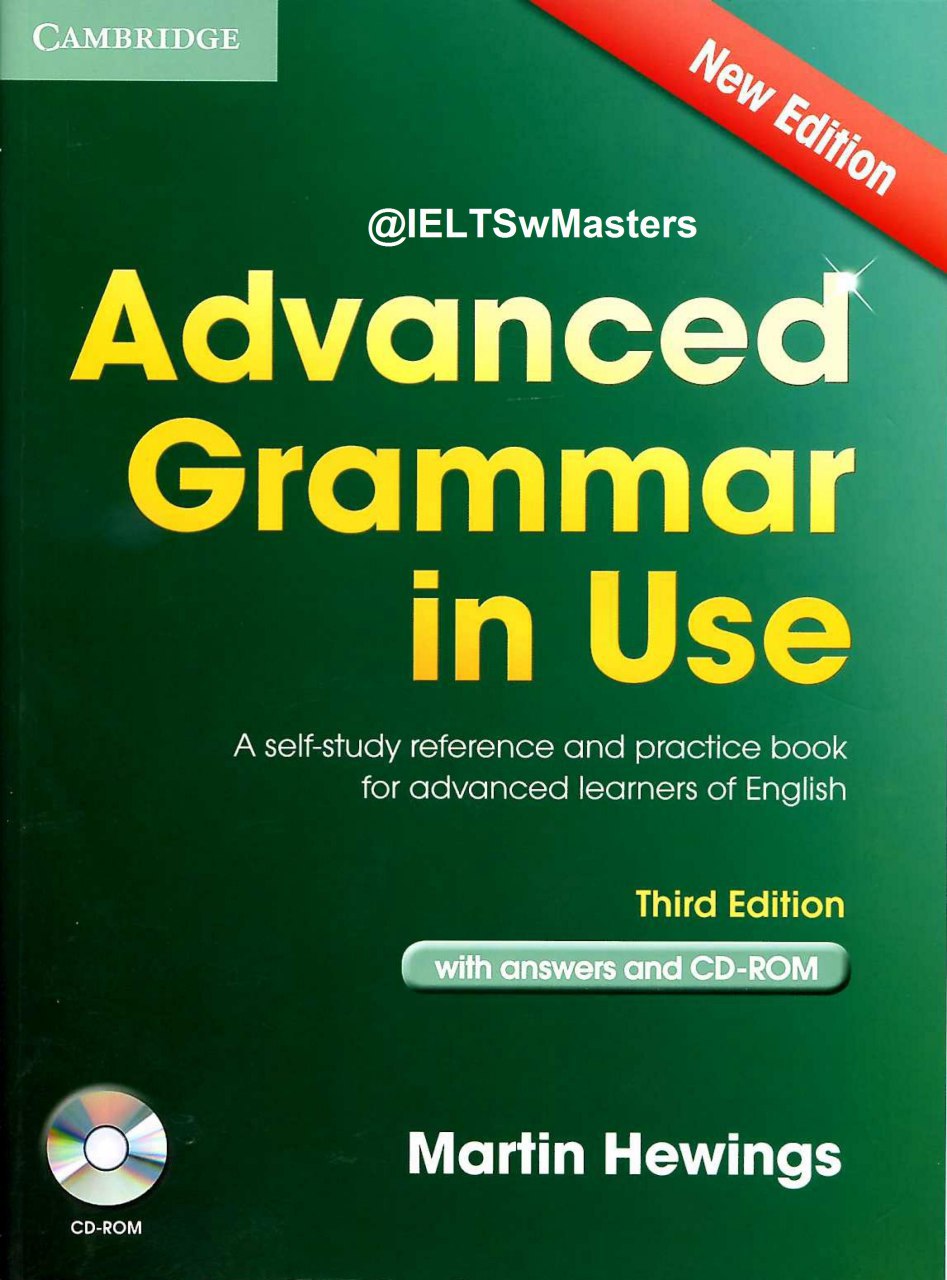 CAMBRIDGE
New Edition
@IELTSwMasters
Advanced
Grammar
in Use
A self-study reference and practice book
for advanced learners of English
Third Edition
with answers and CD-ROM
Martin Hewings
CD-ROM